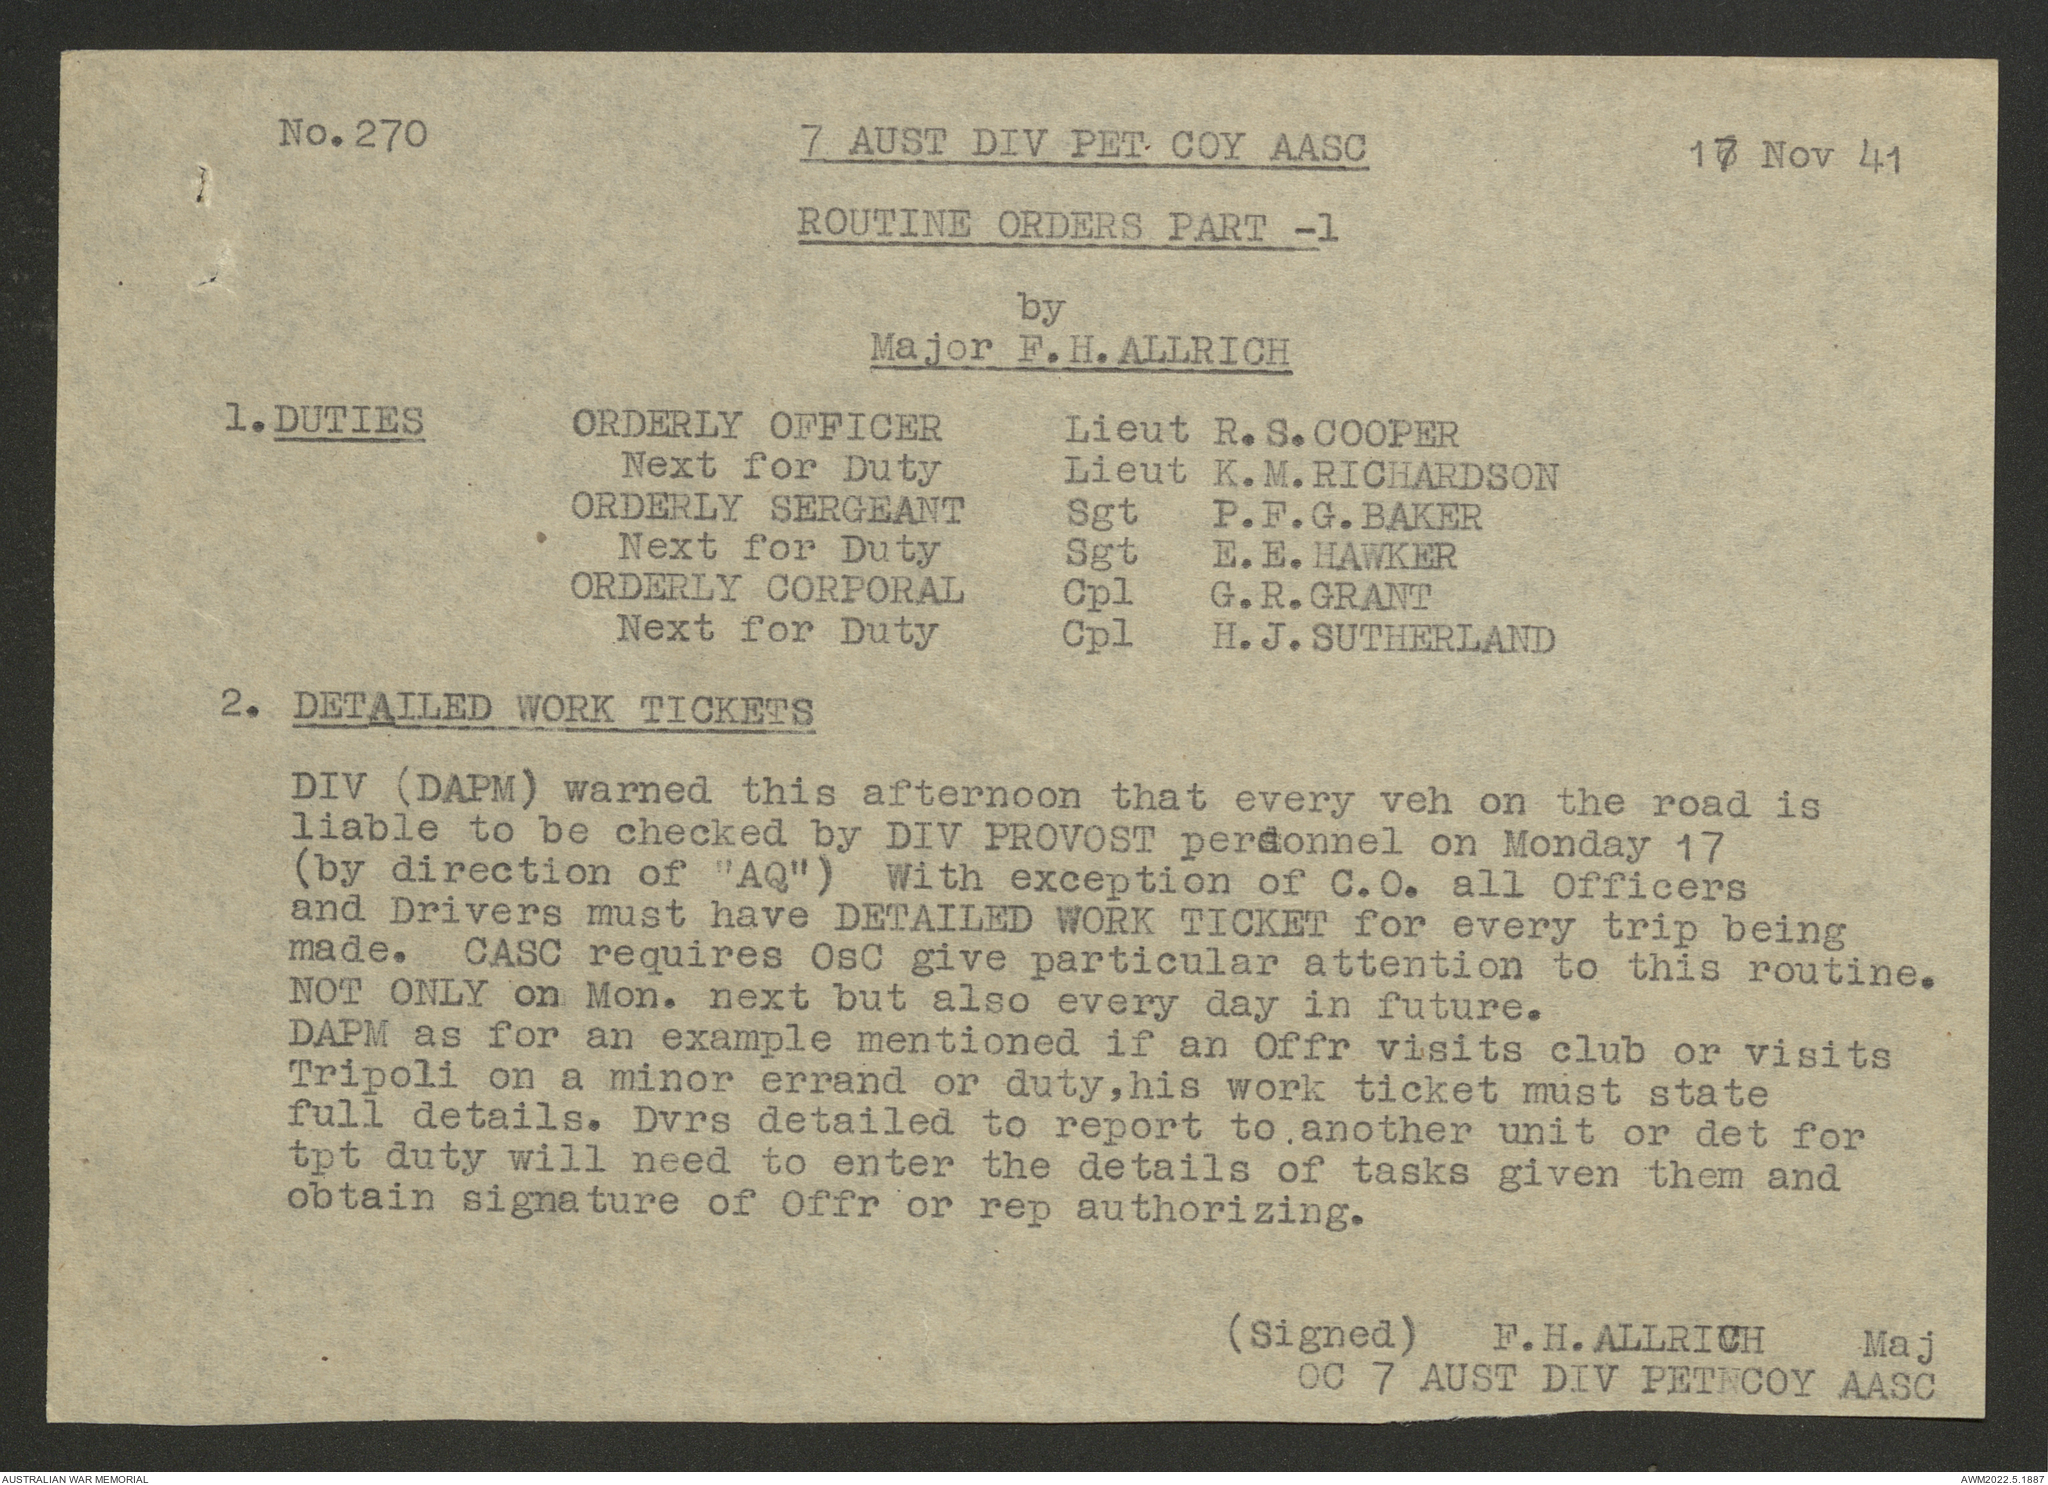 No.270
7 AUST DIV PET COY AASC
Nov 41
ROUTINE ORDERS PART -1
by
Major F.H.ALLRICH
1.DUTIES
ORDERLY OFFICER Lieut R.S.COOPER
Next for Duty Lieut K.M.RICHARDSON
ORDERLY SERGEANT Sgt P.F.G.BAKER
Next for Duty Sgt E.E.HAWKER
ORDERLY CORPORAL Cpl G.R.GRANT
Next for Duty Cpl H.J.SUTHERLAND
2. DETAILED WORK TICKETS
DIV (DAPM) warned this afternoon that every veh on the road is
liable to be checked by DIV PROVOST personnel on Monday 17
(by direction of "AQ") With exception of C.O. all Officers
and Drivers must have DETAILED WORK TICKET for every trip being
made. CASC requires OsC give particular attention to this routine.
NOT ONLY on Mon. next but also every day in future.
DAPM as for an example mentioned if an Offr visits club or visits
Tripoli on a minor errand or duty,his work ticket must state
full details. Dvrs detailed to report to.another unit or det for
tpt duty will need to enter the details of tasks given them and
obtain signature of Offr or rep authorizing.
(Signed) F.H.ALLRICH Maj
OC 7 AUST DIV PET COY AASC
AUSTRALIAN WAR MEMORIAL
AWM2022.5.1887